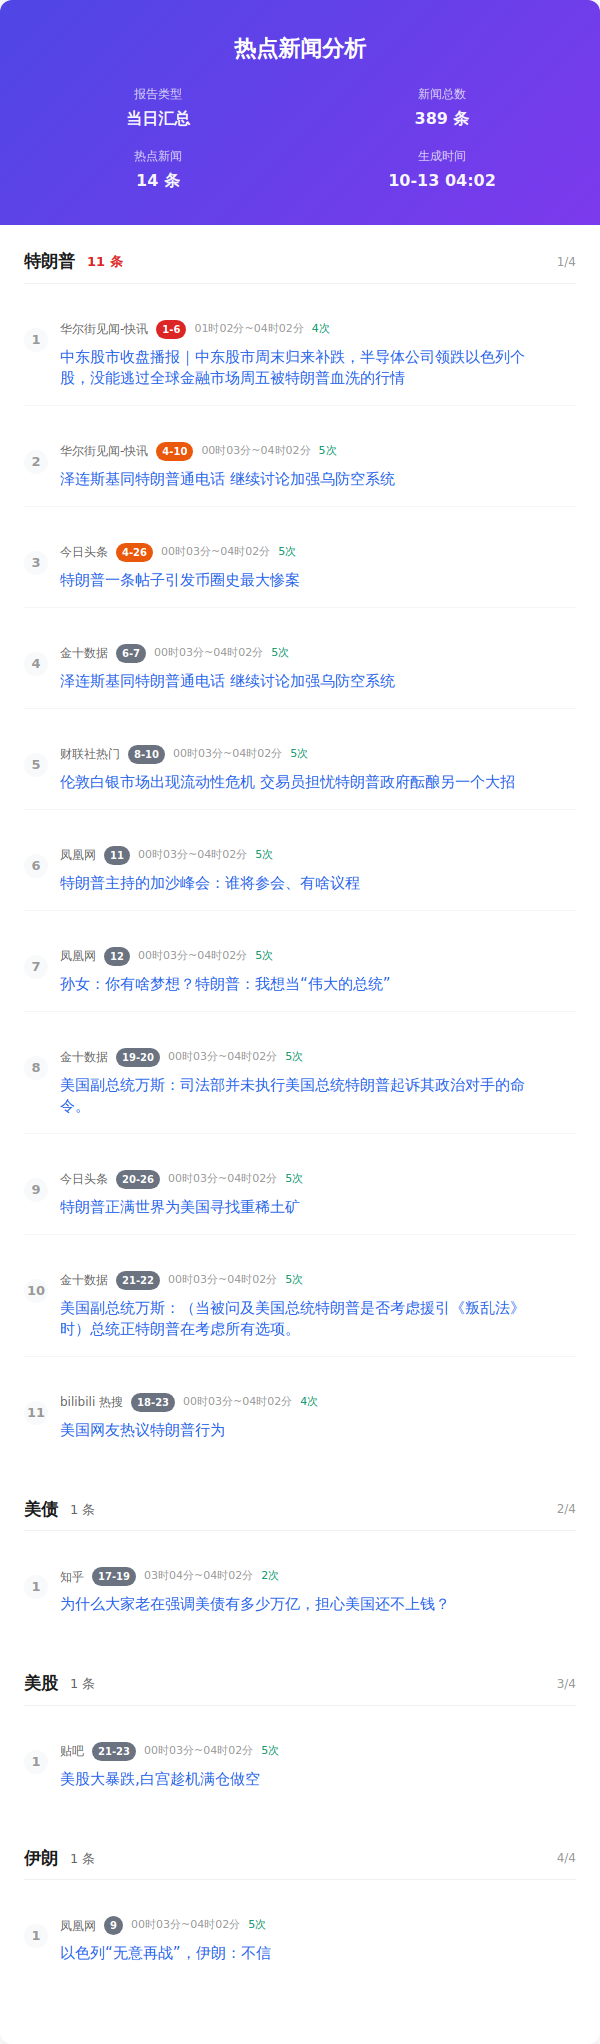 热点新闻分析
报告类型
当日汇总
新闻总数
389 条
热点新闻
14 条
生成时间
10-13 04:02
特朗普 11 条 1/4
1
华尔街见闻-快讯 1-6 01时02分~04时02分 4次
中东股市收盘播报｜中东股市周末归来补跌，半导体公司领跌以色列个
股，没能逃过全球金融市场周五被特朗普血洗的行情
2
华尔街见闻-快讯 4-10 00时03分~04时02分 5次
泽连斯基同特朗普通电话 继续讨论加强乌防空系统
3
今日头条 4-26 00时03分~04时02分 5次
特朗普一条帖子引发币圈史最大惨案
4
金十数据 6-7 00时03分~04时02分 5次
泽连斯基同特朗普通电话 继续讨论加强乌防空系统
5
财联社热门 8-10 00时03分~04时02分 5次
伦敦白银市场出现流动性危机 交易员担忧特朗普政府酝酿另一个大招
6
凤凰网 11 00时03分~04时02分 5次
特朗普主持的加沙峰会：谁将参会、有啥议程
7
凤凰网 12 00时03分~04时02分 5次
孙女：你有啥梦想？特朗普：我想当“伟大的总统”
8
金十数据 19-20 00时03分~04时02分 5次
美国副总统万斯：司法部并未执行美国总统特朗普起诉其政治对手的命
令。
9
今日头条 20-26 00时03分~04时02分 5次
特朗普正满世界为美国寻找重稀土矿
10
金十数据 21-22 00时03分~04时02分 5次
美国副总统万斯：（当被问及美国总统特朗普是否考虑援引《叛乱法》
时）总统正特朗普在考虑所有选项。
11
bilibili 热搜 18-23 00时03分~04时02分 4次
美国网友热议特朗普行为
美债 1 条 2/4
1
知乎 17-19 03时04分~04时02分 2次
为什么大家老在强调美债有多少万亿，担心美国还不上钱？
美股 1 条 3/4
1
贴吧 21-23 00时03分~04时02分 5次
美股大暴跌,白宫趁机满仓做空
伊朗 1 条 4/4
1
凤凰网 9 00时03分~04时02分 5次
以色列“无意再战”，伊朗：不信